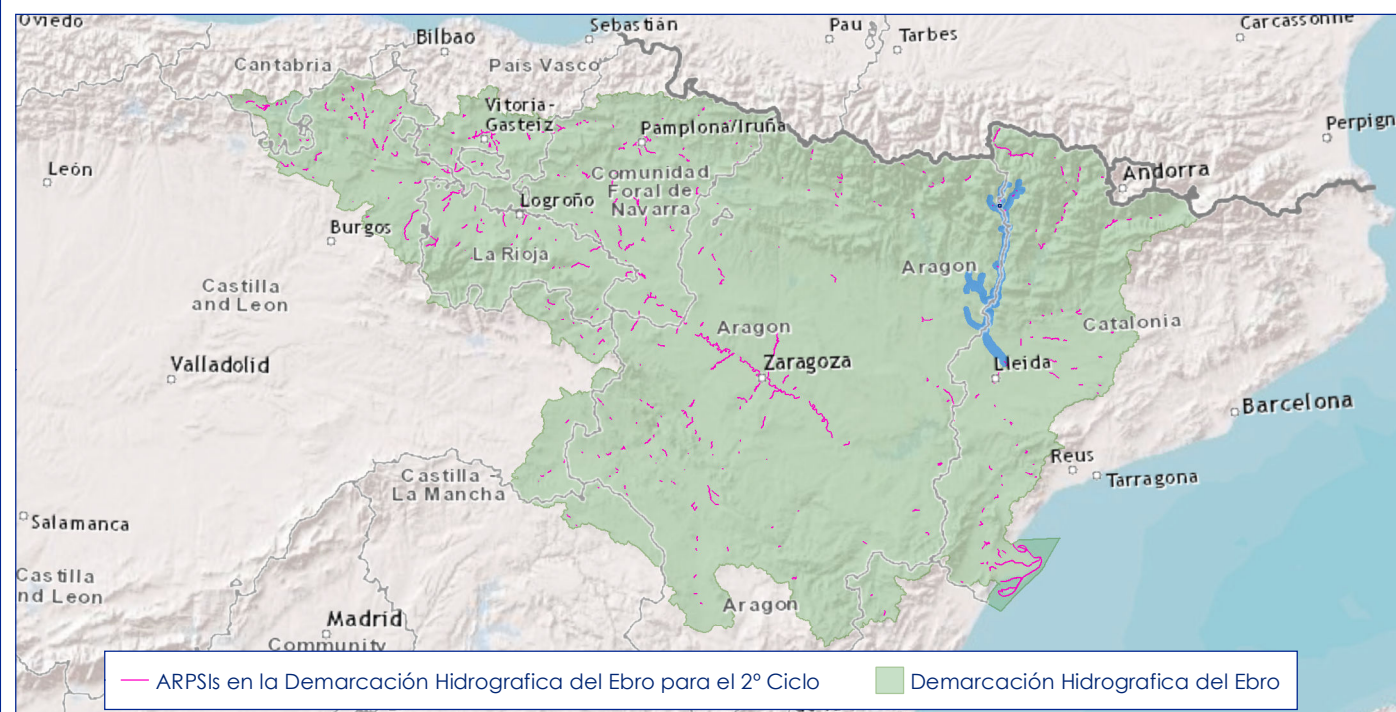 Oviedo
Bilbao
Sebastián
Pau
Tarbes
Carcassonne
Cantabria
País Vasco
Vitoria-
Gasteiz
Pamplona/Iruña
Perpign
León
Andorra
Comunidad
Foral de
Navarra
Logroño
Burgos
La Rioja
Aragon
Castilla
and Leon
Aragon
Catalonia
Valladolid
Zaragoza
Lleida
Barcelona
Reus
Tarragona
Castilla
La Mancha
Salamanca
Castilla
nd Leon
Aragon
Madrid
Community
ARPSIs en la Demarcación Hidrografica del Ebro para el 2º Ciclo
Demarcación Hidrografica del Ebro